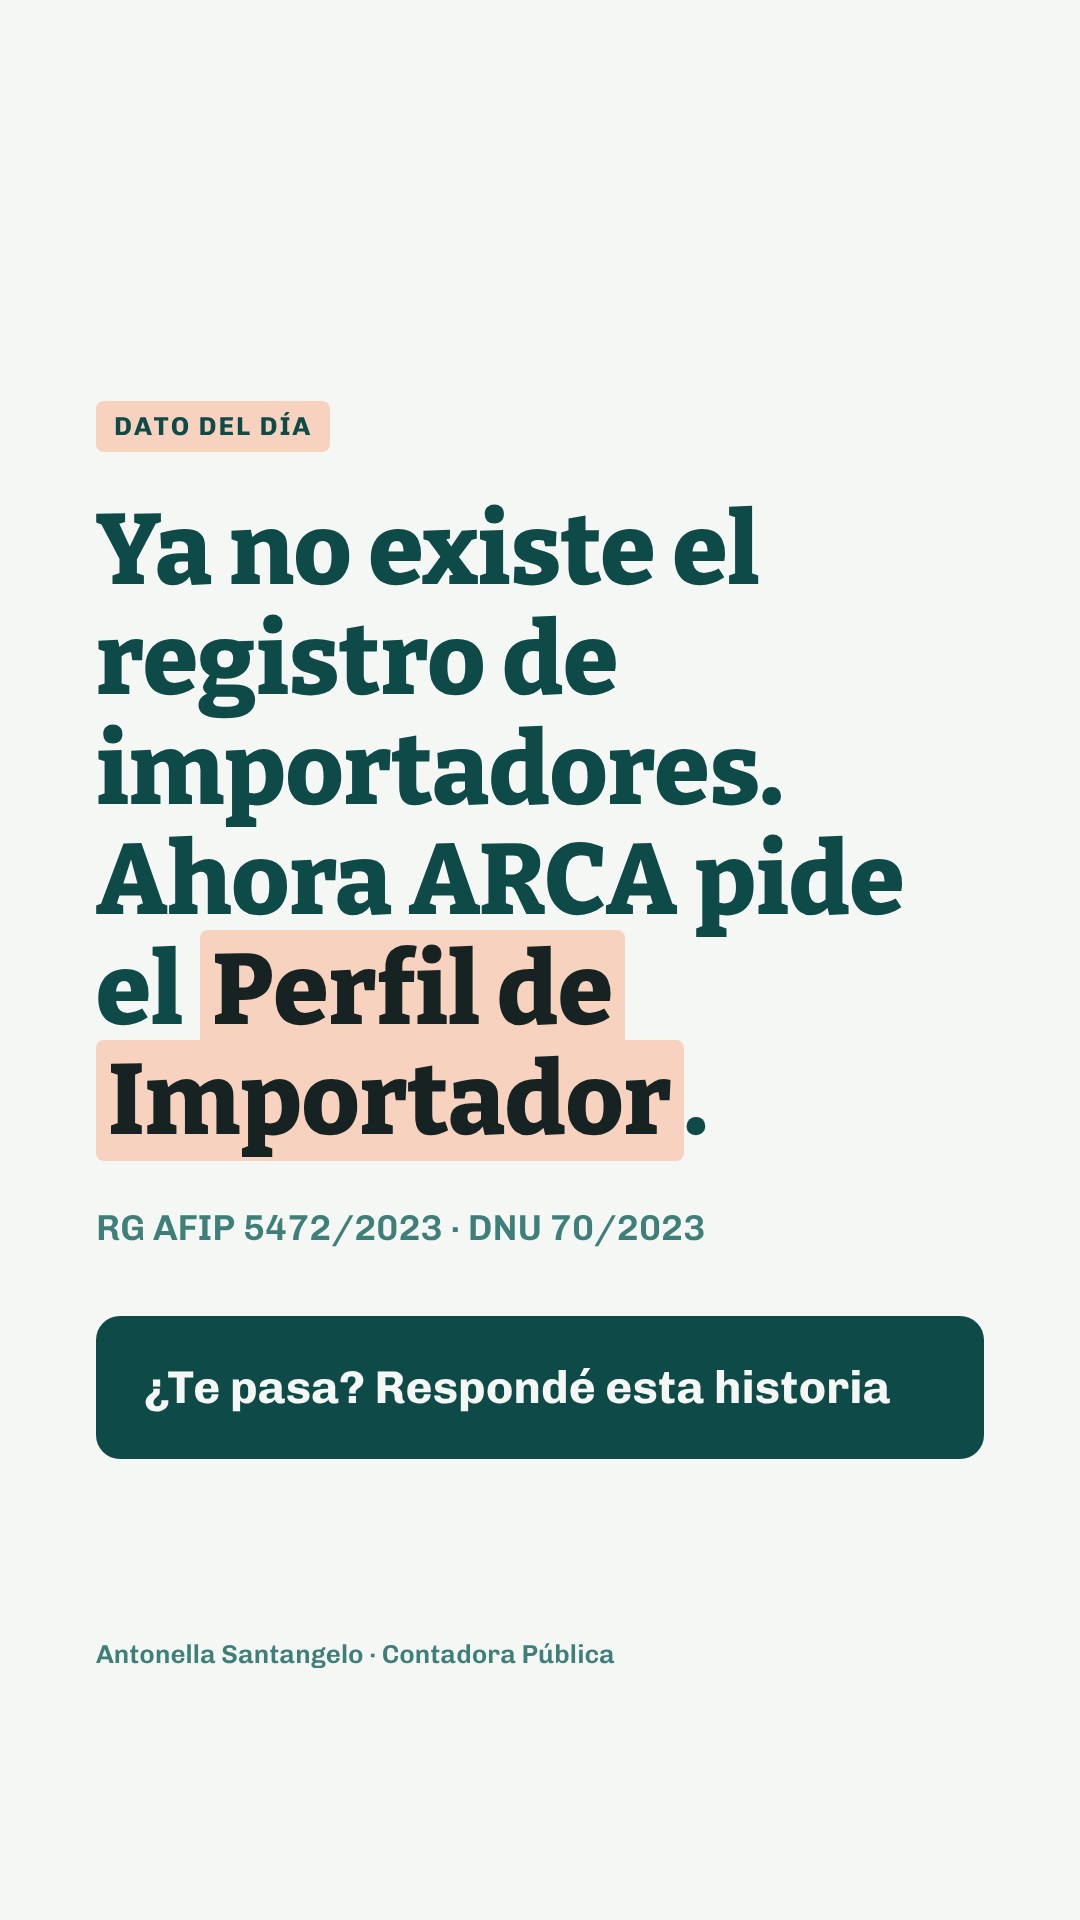 DATO DEL DÍA
Ya no existe el
registro de
importadores.
Ahora ARCA pide
el Perfil de
Importador.
RG AFIP 5472/2023 · DNU 70/2023
¿Te pasa? Respondé esta historia
Antonella Santangelo · Contadora Pública